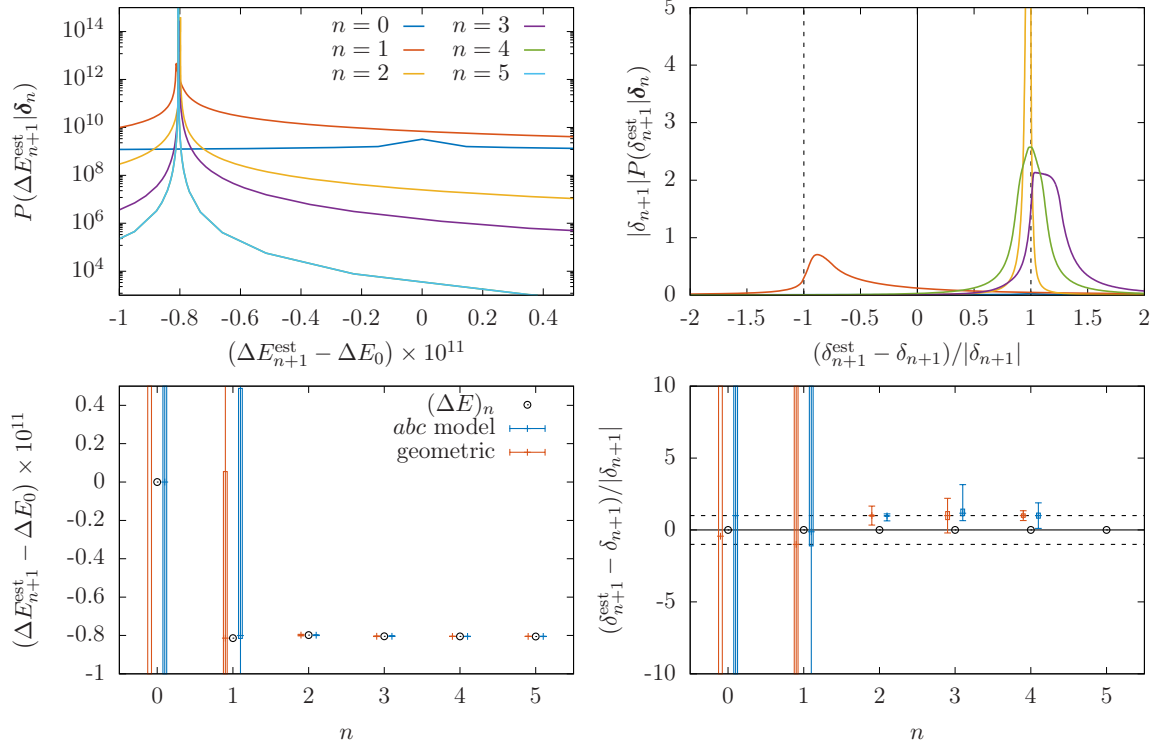 P(ΔE^est_{n+1}|δ_n)
10^14
10^12
10^10
10^8
10^6
10^4
n = 0
n = 1
n = 2
n = 3
n = 4
n = 5
-1 -0.8 -0.6 -0.4 -0.2 0 0.2 0.4
(ΔE^est_{n+1} − ΔE_0) × 10^11
|δ_{n+1}|P(δ^est_{n+1}|δ_n)
5
4
3
2
1
0
-2 -1.5 -1 -0.5 0 0.5 1 1.5 2
(δ^est_{n+1} − δ_{n+1})/|δ_{n+1}|
(ΔE^est_{n+1} − ΔE_0) × 10^11
0.4
0.2
0
-0.2
-0.4
-0.6
-0.8
-1
(ΔE)_n
abc model
geometric
0 1 2 3 4 5
n
(δ^est_{n+1} − δ_{n+1})/|δ_{n+1}|
10
5
0
-5
-10
0 1 2 3 4 5
n